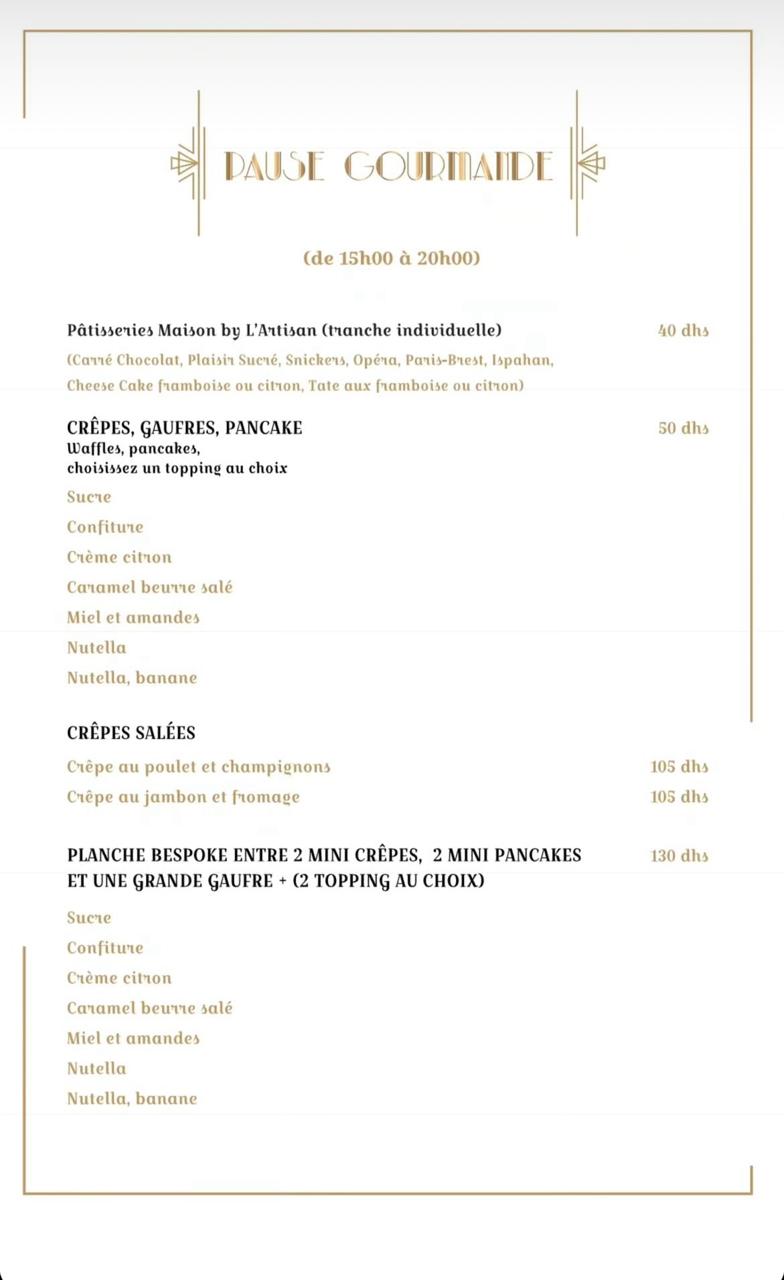 PAUSE GOURMANDE
(de 15h00 à 20h00)
Pâtisseries Maison by L'Artisan (tranche individuelle) 40 dhs
(Carré Chocolat, Plaisir Sucré, Snickers, Opéra, Paris-Brest, Ispahan,
Cheese Cake framboise ou citron, Tate aux framboise ou citron)
CRÊPES, GAUFRES, PANCAKE 50 dhs
Waffles, pancakes,
choisissez un topping au choix
Sucre
Confiture
Crème citron
Caramel beurre salé
Miel et amandes
Nutella
Nutella, banane
CRÊPES SALÉES
Crêpe au poulet et champignons 105 dhs
Crêpe au jambon et fromage 105 dhs
PLANCHE BESPOKE ENTRE 2 MINI CRÊPES, 2 MINI PANCAKES 130 dhs
ET UNE GRANDE GAUFRE + (2 TOPPING AU CHOIX)
Sucre
Confiture
Crème citron
Caramel beurre salé
Miel et amandes
Nutella
Nutella, banane